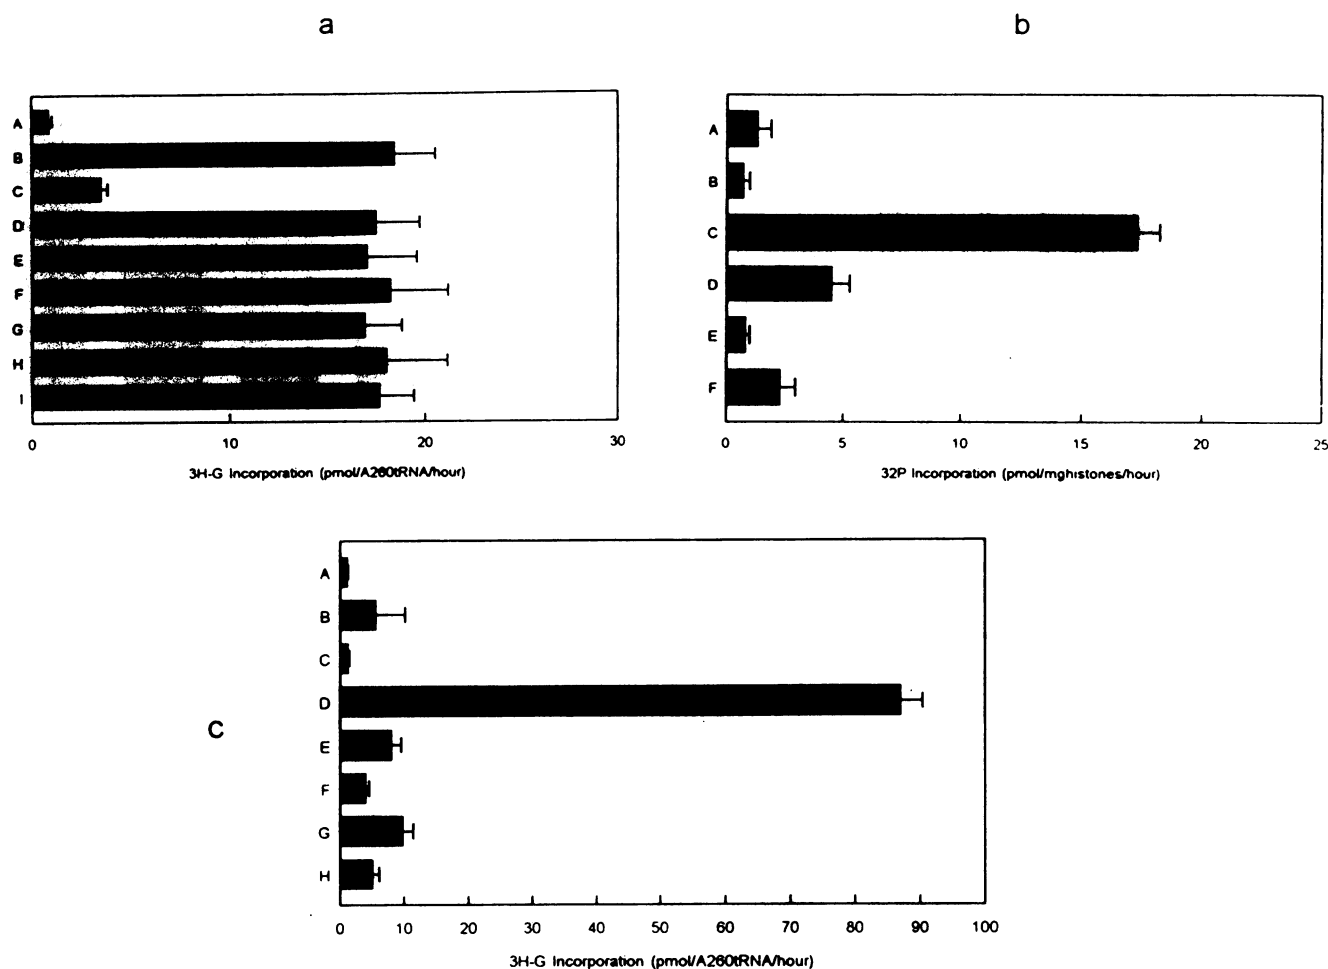 a
A
B
C
D
E
F
G
H
I
0 10 20 30
3H-G Incorporation (pmol/A260tRNA/hour)
b
A
B
C
D
E
F
0 5 10 15 20 25
32P Incorporation (pmol/mghistones/hour)
c
A
B
C
D
E
F
G
H
0 10 20 30 40 50 60 70 80 90 100
3H-G Incorporation (pmol/A260tRNA/hour)